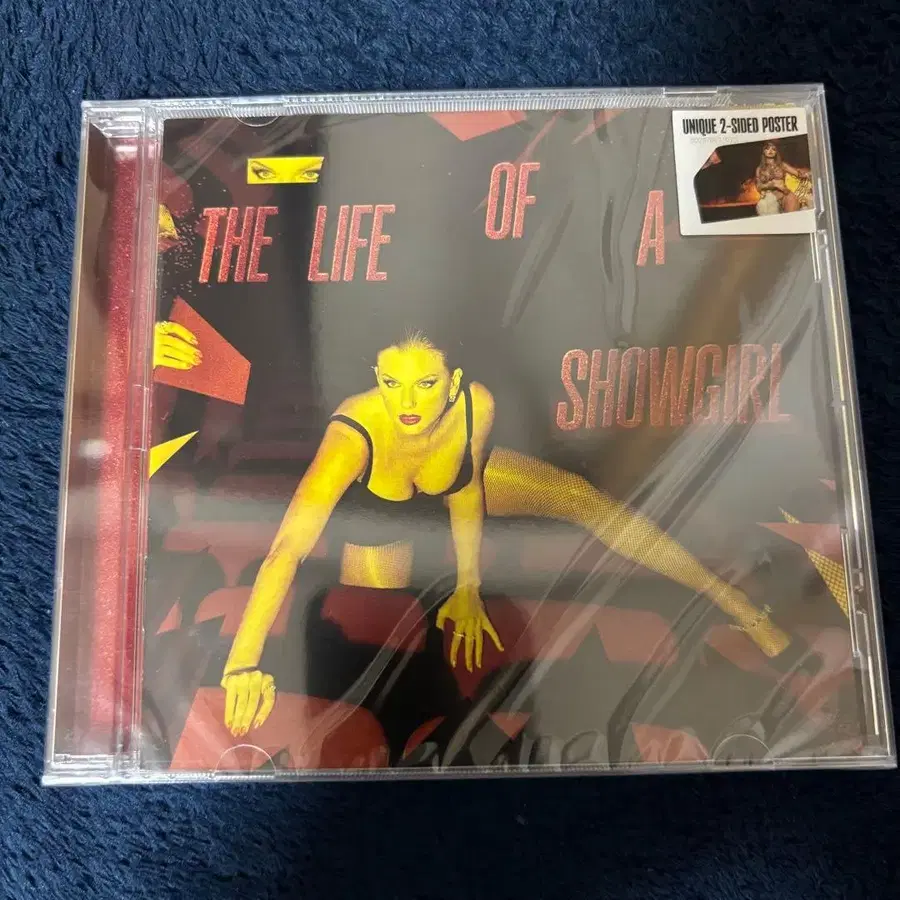 UNIQUE 2-SIDED POSTER
THE LIFE OF A
SHOWGIRL